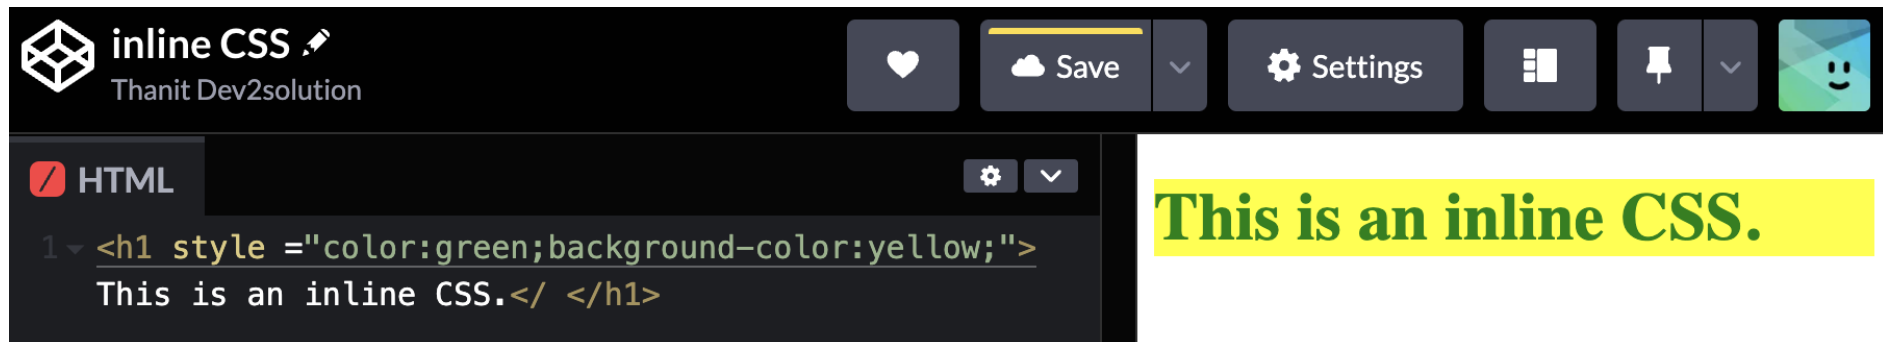 inline CSS
Thanit Dev2solution
Save
Settings
HTML
1 <h1 style ="color:green;background-color:yellow;">
This is an inline CSS.</ </h1>
This is an inline CSS.